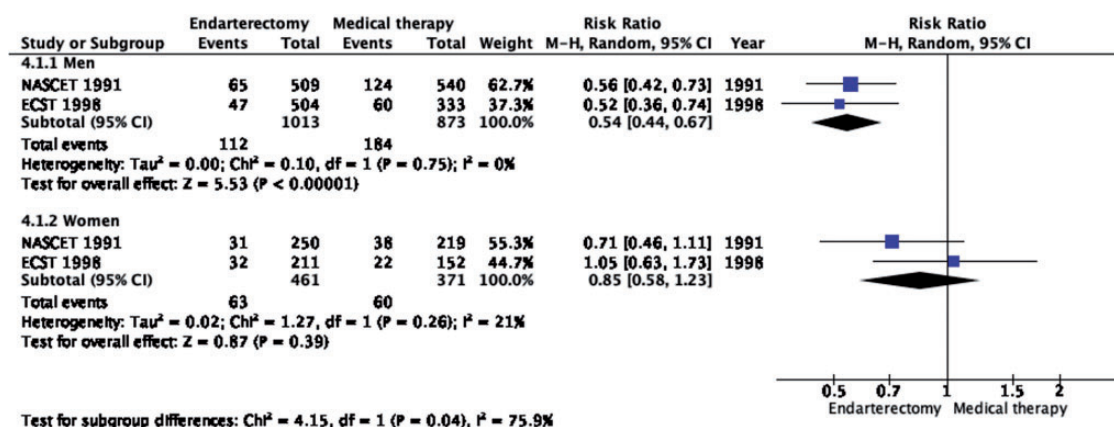 Endarterectomy Medical therapy Risk Ratio Risk Ratio
Study or Subgroup Events Total Events Total Weight M-H, Random, 95% CI Year M-H, Random, 95% CI
4.1.1 Men
NASCET 1991 65 509 124 540 62.7% 0.56 [0.42, 0.73] 1991
ECST 1998 47 504 60 333 37.3% 0.52 [0.36, 0.74] 1998
Subtotal (95% CI) 1013 873 100.0% 0.54 [0.44, 0.67]
Total events 112 184
Heterogeneity: Tau² = 0.00; Chi² = 0.10, df = 1 (P = 0.75); I² = 0%
Test for overall effect: Z = 5.53 (P < 0.00001)
4.1.2 Women
NASCET 1991 31 250 38 219 55.3% 0.71 [0.46, 1.11] 1991
ECST 1998 32 211 22 152 44.7% 1.05 [0.63, 1.73] 1998
Subtotal (95% CI) 461 371 100.0% 0.85 [0.58, 1.23]
Total events 63 60
Heterogeneity: Tau² = 0.02; Chi² = 1.27, df = 1 (P = 0.26); I² = 21%
Test for overall effect: Z = 0.87 (P = 0.39)
0.5 0.7 1 1.5 2
Endarterectomy Medical therapy
Test for subgroup differences: Chi² = 4.15, df = 1 (P = 0.04), I² = 75.9%